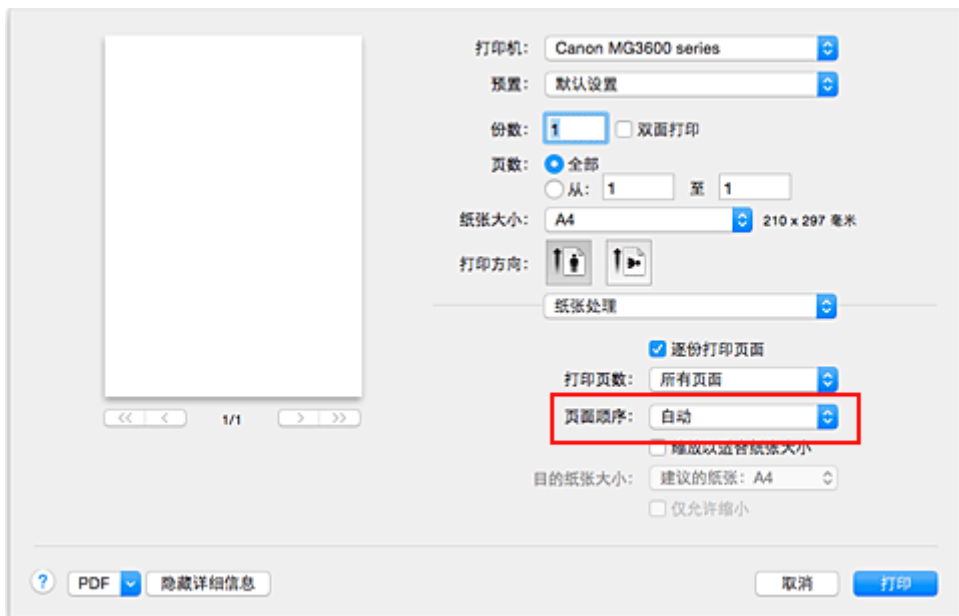 打印机： Canon MG3600 series
预置： 默认设置
份数： 1 双面打印
页数： 全部
从： 1 至 1
纸张大小： A4 210 x 297 毫米
打印方向：
纸张处理
逐份打印页面
打印页数： 所有页面
页面顺序： 自动
缩放以适合纸张大小
目的纸张大小： 建议的纸张：A4
仅允许缩小
1/1
? PDF 隐藏详细信息 取消 打印